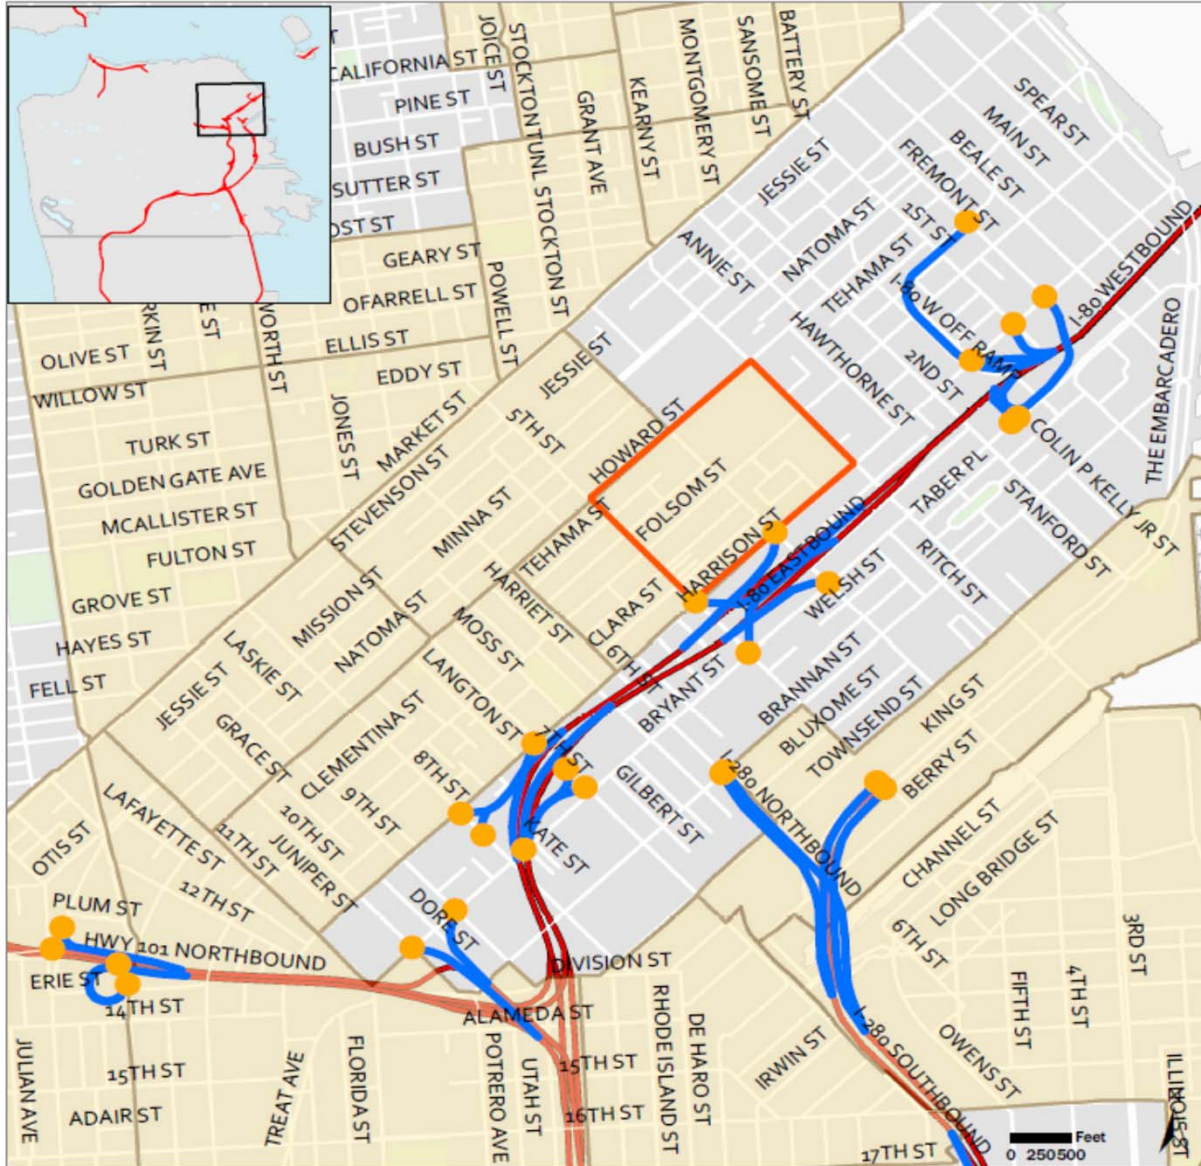 JOICE ST
STOCKTONTUNL
STOCKTON ST
GRANT AVE
KEARNY ST
MONTGOMERY ST
SANSOME ST
BATTERY ST
CALIFORNIA ST
PINE ST
BUSH ST
SUTTER ST
OST ST
GEARY ST
OFARRELL ST
ELLIS ST
EDDY ST
POWELL ST
SPEAR ST
MAIN ST
BEALE ST
FREMONT ST
1ST ST
JESSIE ST
NATOMA ST
TEHAMA ST
ANNIE ST
I-80 W OFF RAMP
I-80 WESTBOUND
THE EMBARCADERO
HAWTHORNE ST
2ND ST
OLIVE ST
WILLOW ST
RKIN ST
E ST
WORTH ST
JONES ST
TURK ST
GOLDEN GATE AVE
MCALLISTER ST
FULTON ST
GROVE ST
HAYES ST
FELL ST
MARKET ST
STEVENSON ST
JESSIE ST
5TH ST
MINNA ST
HOWARD ST
TEHAMA ST
FOLSOM ST
HARRISON ST
CLARA ST
HARRIET ST
6TH ST
I-80 EASTBOUND
WELSH ST
TABER PL
COLIN P KELLY JR ST
STANFORD ST
RITCH ST
MISSION ST
NATOMA ST
MOSS ST
LASKIE ST
JESSIE ST
GRACE ST
LANGTON ST
CLEMENTINA ST
7TH ST
8TH ST
9TH ST
10TH ST
JUNIPER ST
11TH ST
LAFAYETTE ST
12TH ST
OTIS ST
BRYANT ST
BRANNAN ST
BLUXOME ST
TOWNSEND ST
KING ST
BERRY ST
GILBERT ST
KATE ST
I-280 NORTHBOUND
CHANNEL ST
LONG BRIDGE ST
6TH ST
3RD ST
4TH ST
FIFTH ST
OWENS ST
I-280 SOUTHBOUND
IRWIN ST
PLUM ST
HWY 101 NORTHBOUND
ERIE ST
14TH ST
15TH ST
ADAIR ST
JULIAN AVE
TREAT AVE
FLORIDA ST
DORE ST
DIVISION ST
ALAMEDA ST
POTRERO AVE
UTAH ST
15TH ST
16TH ST
RHODE ISLAND ST
DE HARO ST
17TH ST
ILLINOIS ST
Feet
0 250 500